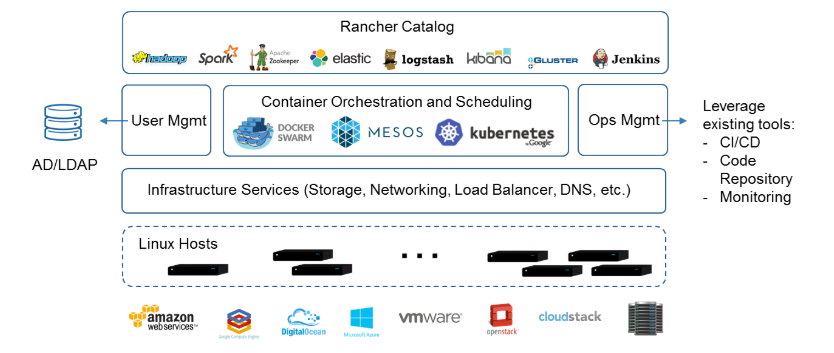 Rancher Catalog
hadoop
Spark
Apache
Zookeeper
elastic
logstash
kibana
GLUSTER
Jenkins
User Mgmt
Container Orchestration and Scheduling
DOCKER
SWARM
MESOS
kubernetes
by Google
Ops Mgmt
AD/LDAP
Leverage
existing tools:
- CI/CD
- Code
Repository
- Monitoring
Infrastructure Services (Storage, Networking, Load Balancer, DNS, etc.)
Linux Hosts
...
amazon
web services™
Google Compute Engine
DigitalOcean
Microsoft Azure
vmware®
openstack®
cloudstack